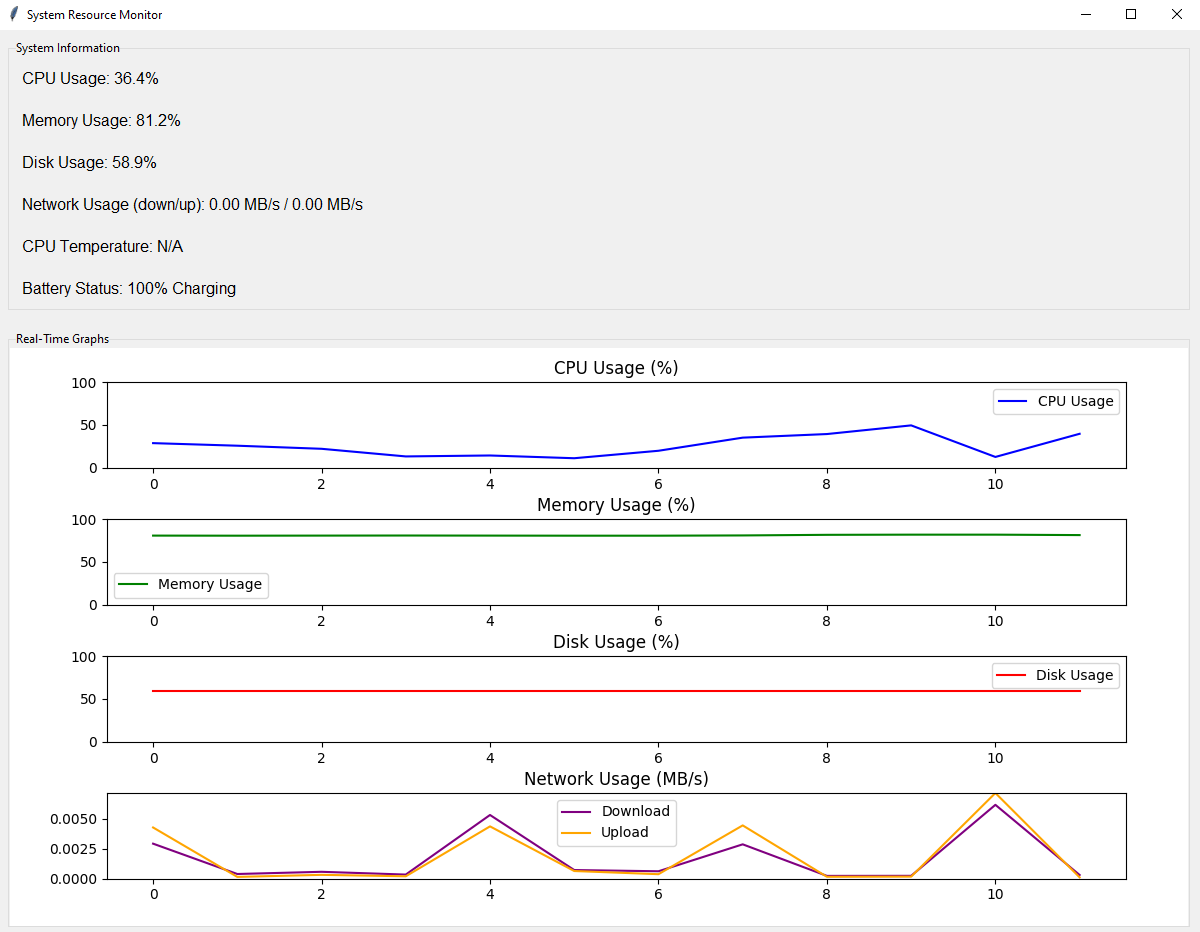 System Resource Monitor
System Information
CPU Usage: 36.4%
Memory Usage: 81.2%
Disk Usage: 58.9%
Network Usage (down/up): 0.00 MB/s / 0.00 MB/s
CPU Temperature: N/A
Battery Status: 100% Charging
Real-Time Graphs
CPU Usage (%)
100
50
0
CPU Usage
0 2 4 6 8 10
Memory Usage (%)
100
50
0
Memory Usage
0 2 4 6 8 10
Disk Usage (%)
100
50
0
Disk Usage
0 2 4 6 8 10
Network Usage (MB/s)
0.0050
0.0025
0.0000
Download
Upload
0 2 4 6 8 10